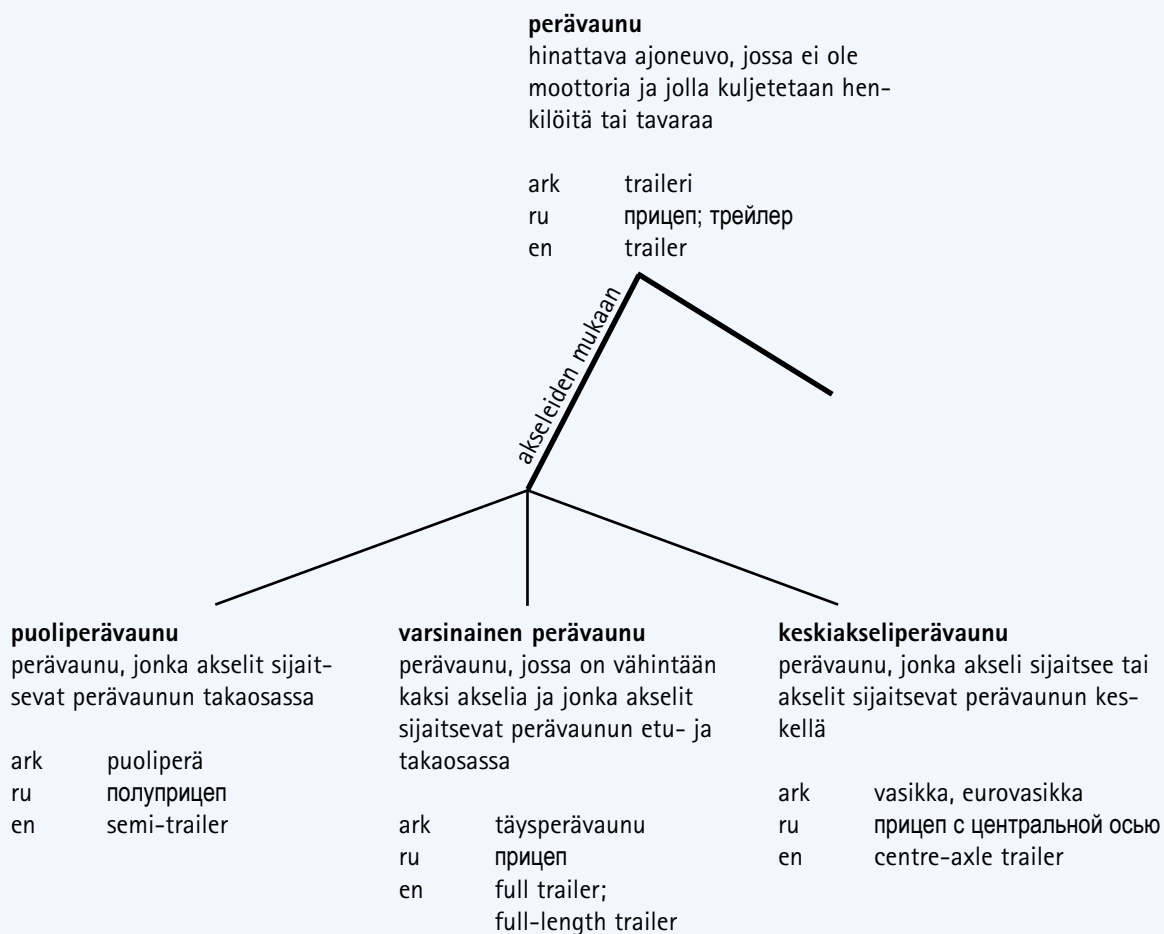 perävaunu
hinattava ajoneuvo, jossa ei ole
moottoria ja jolla kuljetetaan hen-
kilöitä tai tavaraa
ark traileri
ru прицеп; трейлер
en trailer
akseleiden mukaan
puoliperävaunu
perävaunu, jonka akselit sijait-
sevat perävaunun takaosassa
ark puoliperä
ru полуприцеп
en semi-trailer
varsinainen perävaunu
perävaunu, jossa on vähintään
kaksi akselia ja jonka akselit
sijaitsevat perävaunun etu- ja
takaosassa
ark täysperävaunu
ru прицеп
en full trailer;
full-length trailer
keskiakseliperävaunu
perävaunu, jonka akseli sijaitsee tai
akselit sijaitsevat perävaunun kes-
kellä
ark vasikka, eurovasikka
ru прицеп с центральной осью
en centre-axle trailer